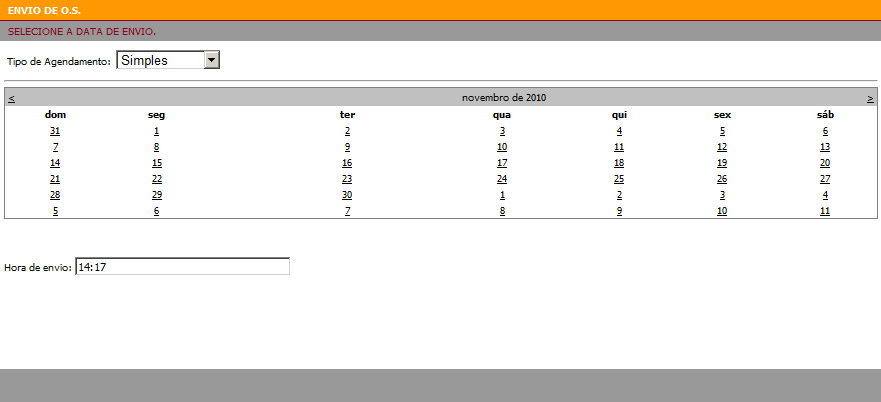 ENVIO DE O.S.
SELECIONE A DATA DE ENVIO.
Tipo de Agendamento: Simples
< novembro de 2010 >
dom seg ter qua qui sex sáb
31 1 2 3 4 5 6
7 8 9 10 11 12 13
14 15 16 17 18 19 20
21 22 23 24 25 26 27
28 29 30 1 2 3 4
5 6 7 8 9 10 11
Hora de envio: 14:17